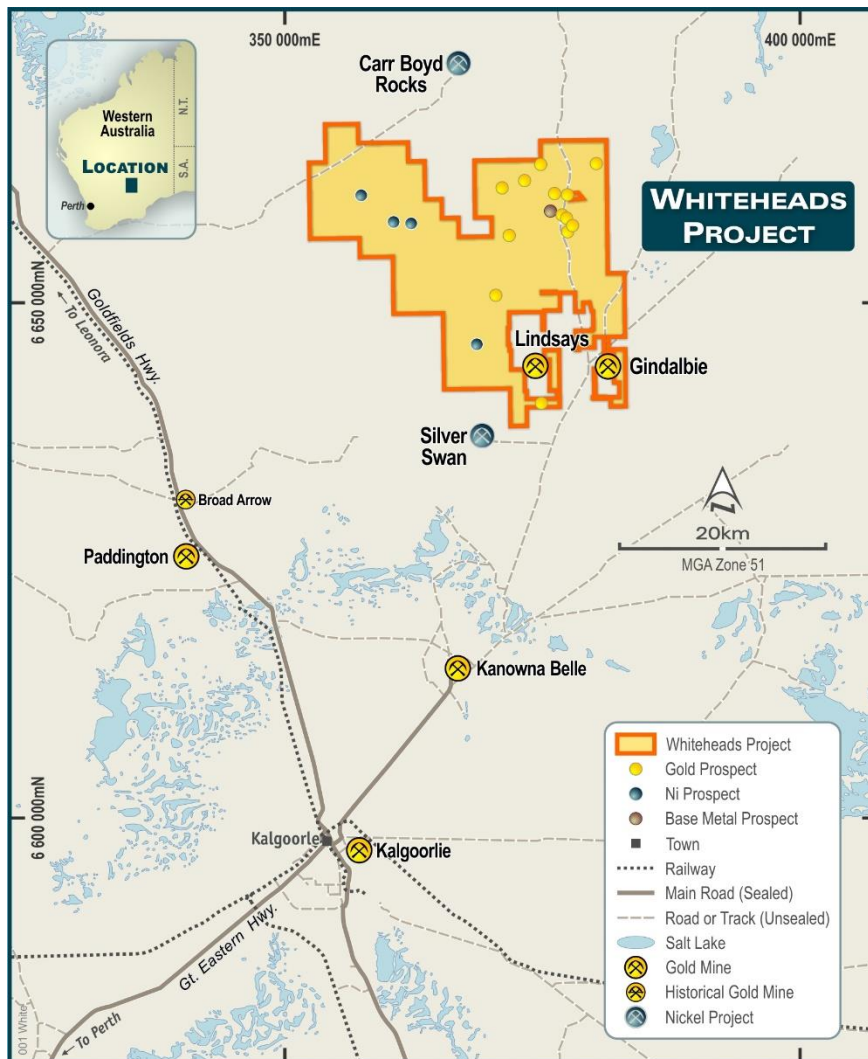 350 000mE
400 000mE
Carr Boyd
Rocks
Western
Australia
N.T.
S.A.
LOCATION
Perth
WHITEHEADS
PROJECT
6 650 000mN
Goldfields Hwy.
To Leonora
Lindsays
Gindalbie
Silver
Swan
Broad Arrow
Paddington
N
20km
MGA Zone 51
Kanowna Belle
6 600 000mN
Kalgoorlie
Kalgoorlie
Gt. Eastern Hwy.
To Perth
001 White
Whiteheads Project
Gold Prospect
Ni Prospect
Base Metal Prospect
Town
Railway
Main Road (Sealed)
Road or Track (Unsealed)
Salt Lake
Gold Mine
Historical Gold Mine
Nickel Project